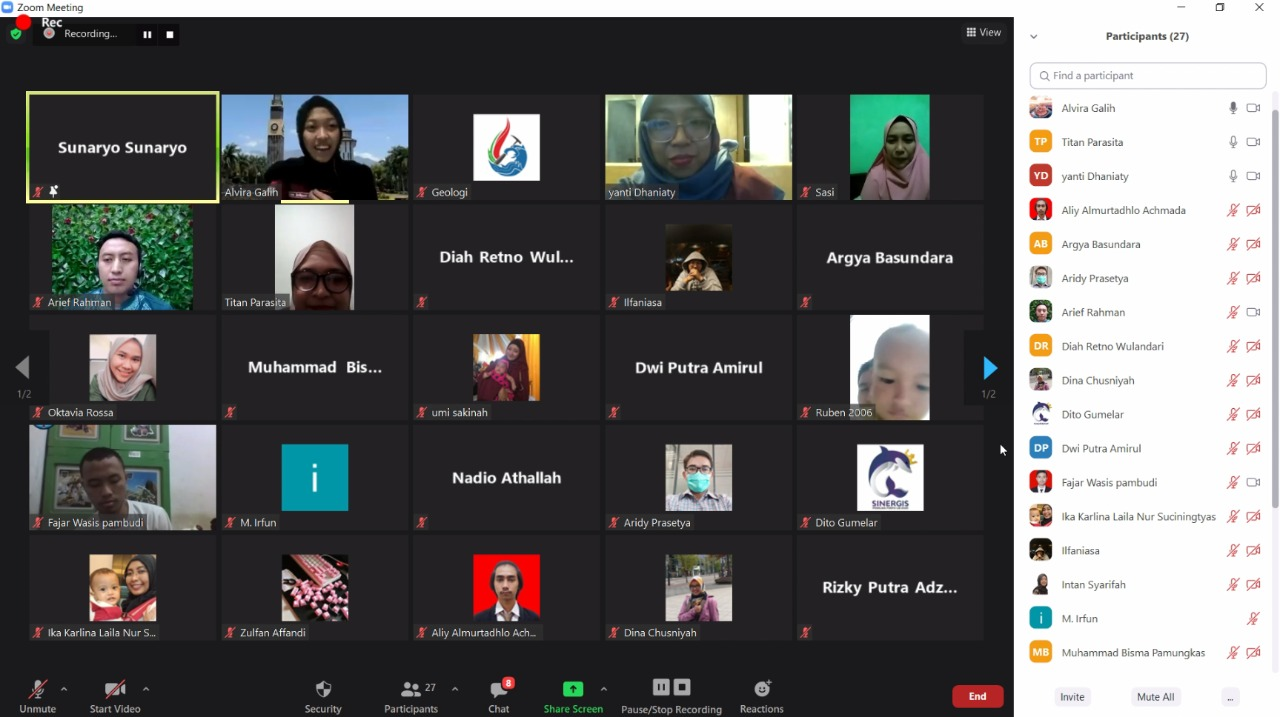 Zoom Meeting
Rec
Recording...
View
Sunaryo Sunaryo
Alvira Galih
Geologi
yanti Dhaniaty
Sasi
Arief Rahman
Titan Parasita
Diah Retno Wul...
Ilfaniasa
Argya Basundara
1/2
Oktavia Rossa
Muhammad Bis...
umi sakinah
Dwi Putra Amirul
Ruben 2006
1/2
Fajar Wasis pambudi
i
M. Irfun
Nadio Athallah
Aridy Prasetya
SINERGIS
Dito Gumelar
Ika Karlina Laila Nur S...
Zulfan Affandi
Aliy Almurtadhlo Ach...
Dina Chusniyah
Rizky Putra Adz...
Unmute
Start Video
Security
27
Participants
8
Chat
Share Screen
Pause/Stop Recording
Reactions
End
Participants (27)
Find a participant
Alvira Galih
TP Titan Parasita
YD yanti Dhaniaty
Aliy Almurtadhlo Achmada
AB Argya Basundara
Aridy Prasetya
Arief Rahman
DR Diah Retno Wulandari
Dina Chusniyah
Dito Gumelar
DP Dwi Putra Amirul
Fajar Wasis pambudi
Ika Karlina Laila Nur Suciningtyas
Ilfaniasa
Intan Syarifah
i M. Irfun
MB Muhammad Bisma Pamungkas
Invite
Mute All
...